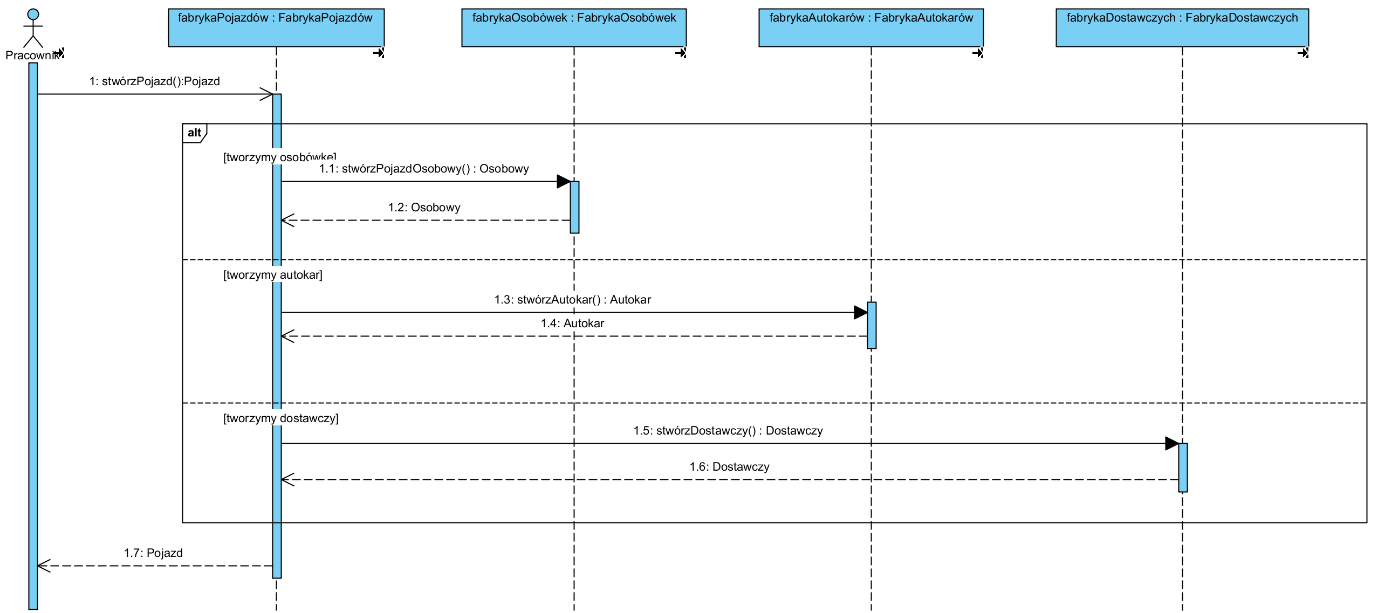 fabrykaPojazdów : FabrykaPojazdów
fabrykaOsobówek : FabrykaOsobówek
fabrykaAutokarów : FabrykaAutokarów
fabrykaDostawczych : FabrykaDostawczych
Pracownik
1: stwórzPojazd():Pojazd
alt
[tworzymy osobówke]
1.1: stwórzPojazdOsobowy() : Osobowy
1.2: Osobowy
[tworzymy autokar]
1.3: stwórzAutokar() : Autokar
1.4: Autokar
[tworzymy dostawczy]
1.5: stwórzDostawczy() : Dostawczy
1.6: Dostawczy
1.7: Pojazd